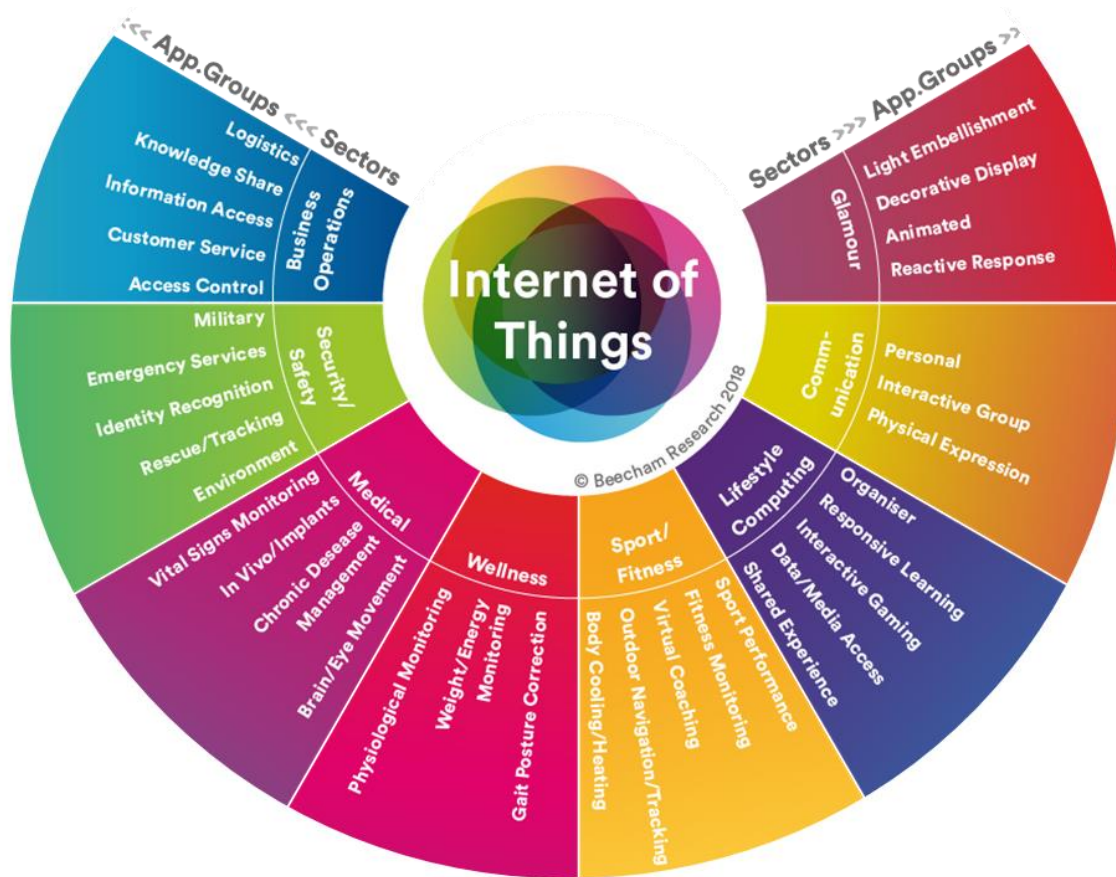 <<< App.Groups <<< Sectors
Logistics
Knowledge Share
Information Access
Customer Service
Access Control
Business
Operations
Military
Emergency Services
Identity Recognition
Rescue/Tracking
Environment
Security/
Safety
Vital Signs Monitoring
In Vivo/Implants
Chronic Desease
Management
Brain/Eye Movement
Medical
Wellness
Physiological Monitoring
Weight/Energy
Monitoring
Gait Posture Correction
Sport/
Fitness
Body Cooling/Heating
Outdoor Navigation/Tracking
Virtual Coaching
Fitness Monitoring
Sport Performance
Lifestyle
Computing
Shared Experience
Data/Media Access
Interactive Gaming
Responsive Learning
Organiser
Comm-
unication
Personal
Interactive Group
Physical Expression
Sectors >>> App.Groups >>
Glamour
Light Embellishment
Decorative Display
Animated
Reactive Response
Internet of
Things
© Beecham Research 2018